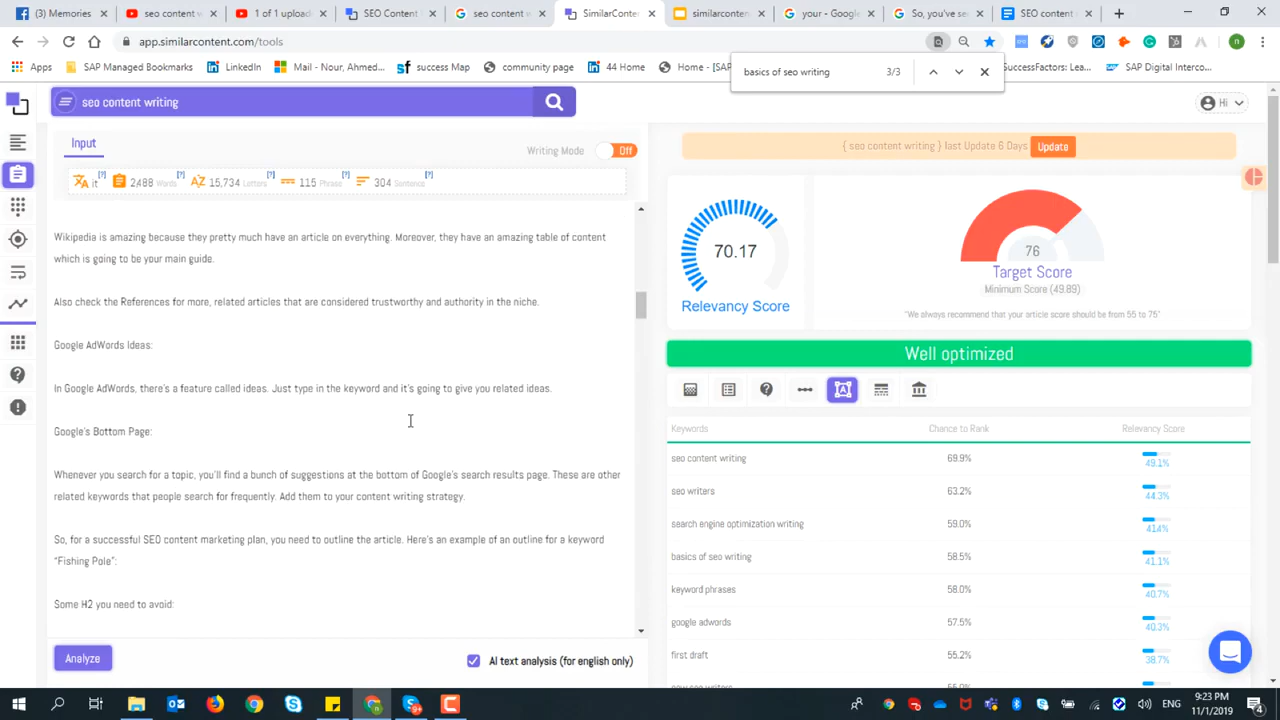 Memories
seo content w
1 of 1 upload
SEO Content
seo content w
SimilarConte
similarconten
your - Google
So, you've se
SEO content
app.similarcontent.com/tools
Apps
SAP Managed Bookmarks
LinkedIn
Mail - Nour, Ahmed...
success Map
community page
44 Home
Home - [SAP
SuccessFactors: Lea...
SAP Digital Interco...
basics of seo writing
3/3
seo content writing
Hi
Input
Writing Mode
Off
it
2,488 Words
15,734 Letters
115 Phrase
304 Sentence
{ seo content writing } last Update 6 Days
Update
Wikipedia is amazing because they pretty much have an article on everything. Moreover, they have an amazing table of content
which is going to be your main guide.
Also check the References for more, related articles that are considered trustworthy and authority in the niche.
Google AdWords Ideas:
In Google AdWords, there's a feature called ideas. Just type in the keyword and it's going to give you related ideas.
Google's Bottom Page:
Whenever you search for a topic, you'll find a bunch of suggestions at the bottom of Google's search results page. These are other
related keywords that people search for frequently. Add them to your content writing strategy.
So, for a successful SEO content marketing plan, you need to outline the article. Here's an example of an outline for a keyword
"Fishing Pole":
Some H2 you need to avoid:
Analyze
AI text analysis (for english only)
70.17
Relevancy Score
76
Target Score
Minimum Score (49.89)
"We always recommend that your article score should be from 55 to 75"
Well optimized
Keywords
Chance to Rank
Relevancy Score
seo content writing
69.9%
49.1%
seo writers
63.2%
44.3%
search engine optimization writing
59.0%
41.4%
basics of seo writing
58.5%
41.1%
keyword phrases
58.0%
40.7%
google adwords
57.5%
40.3%
first draft
55.2%
38.7%
ENG
9:23 PM
11/1/2019